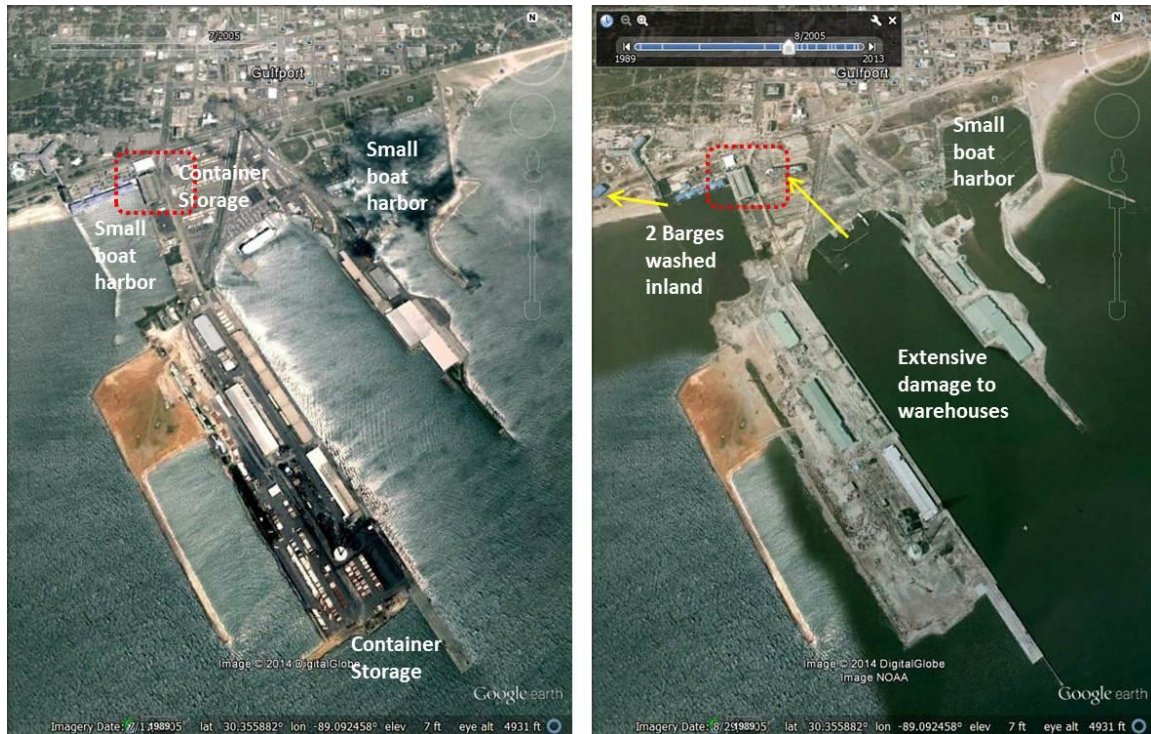 7/2005
Gulfport
Small
boat
harbor
Container
Storage
Small
boat
harbor
Container
Storage
Image © 2014 DigitalGlobe
Google earth
lat 30.355882° lon -89.092458° elev 7 ft eye alt 4931 ft
N
8/2005
1989
2013
Gulfport
N
Small
boat
harbor
2 Barges
washed
inland
Extensive
damage to
warehouses
Image © 2014 DigitalGlobe
Image NOAA
Google earth
lat 30.355882° lon -89.092458° elev 7 ft eye alt 4931 ft